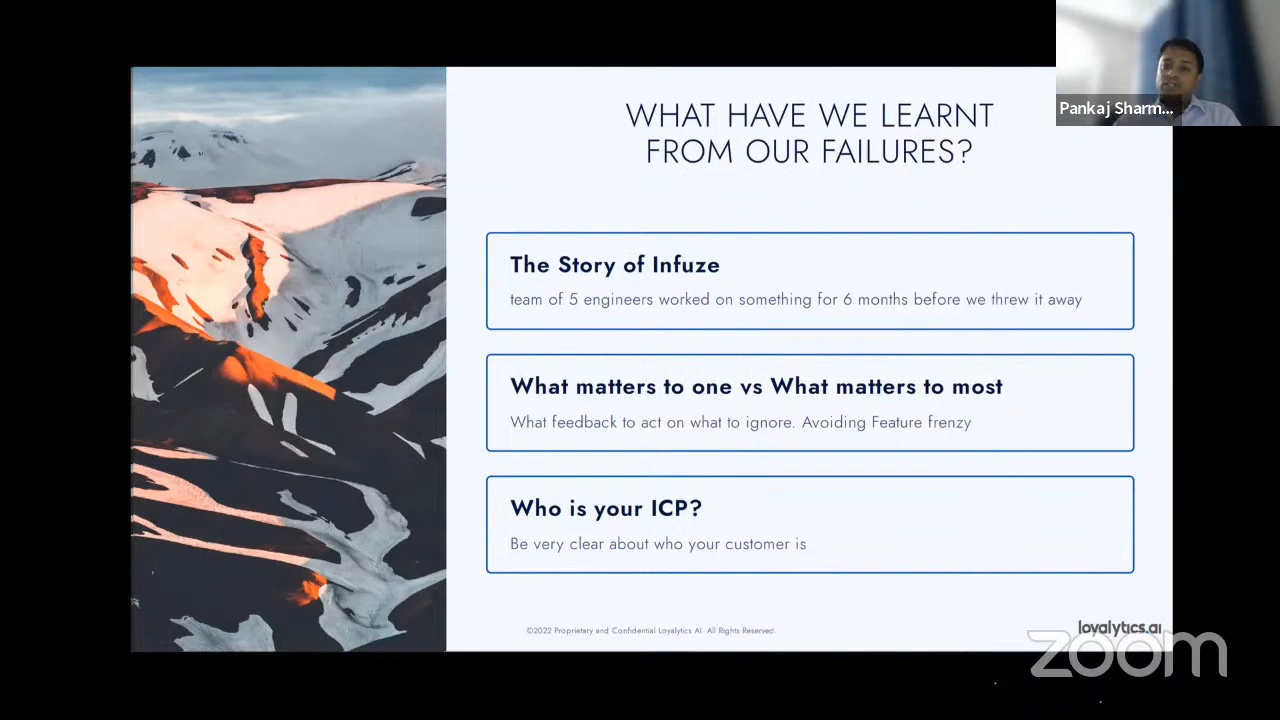 Pankaj Sharm...
WHAT HAVE WE LEARNT
FROM OUR FAILURES?
The Story of Infuze
team of 5 engineers worked on something for 6 months before we threw it away
What matters to one vs What matters to most
What feedback to act on what to ignore. Avoiding Feature frenzy
Who is your ICP?
Be very clear about who your customer is
©2022 Proprietary and Confidential Loyalytics AI. All Rights Reserved.
loyalytics.ai
zoom